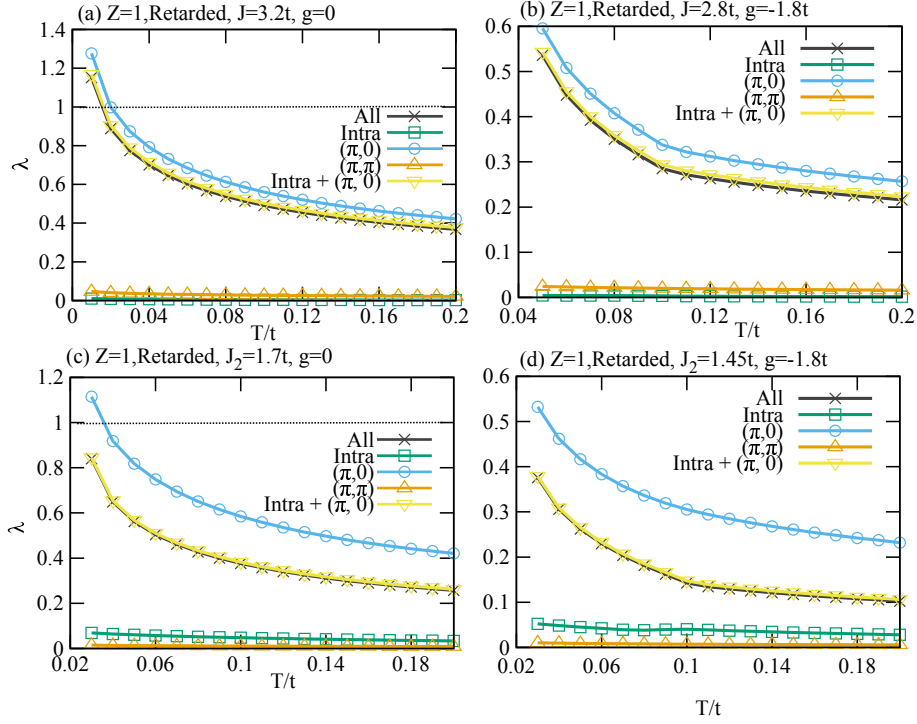 (a) Z=1,Retarded, J=3.2t, g=0
1.4
1.2
1
0.8
0.6
0.4
0.2
0
λ
All
Intra
(π,0)
(π,π)
Intra + (π, 0)
0.04
0.08
0.12
0.16
0.2
T/t
(b) Z=1,Retarded, J=2.8t, g=-1.8t
0.6
0.5
0.4
0.3
0.2
0.1
0
All
Intra
(π,0)
(π,π)
Intra + (π, 0)
0.04
0.08
0.12
0.16
0.2
T/t
(c) Z=1,Retarded, J2=1.7t, g=0
1.2
1
0.8
0.6
0.4
0.2
0
λ
All
Intra
(π,0)
(π,π)
Intra + (π, 0)
0.02
0.06
0.1
0.14
0.18
T/t
(d) Z=1,Retarded, J2=1.45t, g=-1.8t
0.6
0.5
0.4
0.3
0.2
0.1
0
All
Intra
(π,0)
(π,π)
Intra + (π, 0)
0.02
0.06
0.1
0.14
0.18
T/t